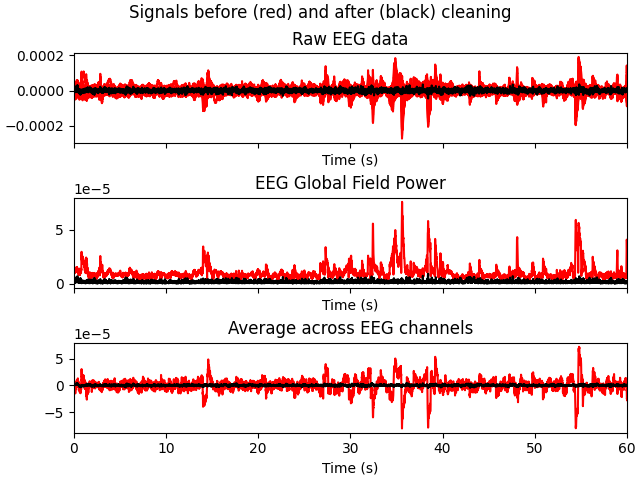 Signals before (red) and after (black) cleaning
Raw EEG data
0.0002
0.0000
−0.0002
Time (s)
EEG Global Field Power
1e−5
5
0
Time (s)
Average across EEG channels
1e−5
5
0
−5
0 10 20 30 40 50 60
Time (s)